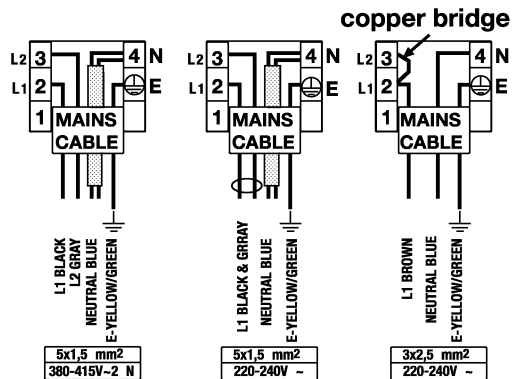 copper bridge
L2 3 4 N
L1 2 E
1 MAINS
CABLE
L1 BLACK
L2 GRAY
NEUTRAL BLUE
E-YELLOW/GREEN
5x1,5 mm2
380-415V~2 N
L2 3 4 N
L1 2 E
1 MAINS
CABLE
L1 BLACK & GRRAY
NEUTRAL BLUE
E-YELLOW/GREEN
5x1,5 mm2
220-240V ~
L2 3 4 N
L1 2 E
1 MAINS
CABLE
L1 BROWN
NEUTRAL BLUE
E-YELLOW/GREEN
3x2,5 mm2
220-240V ~